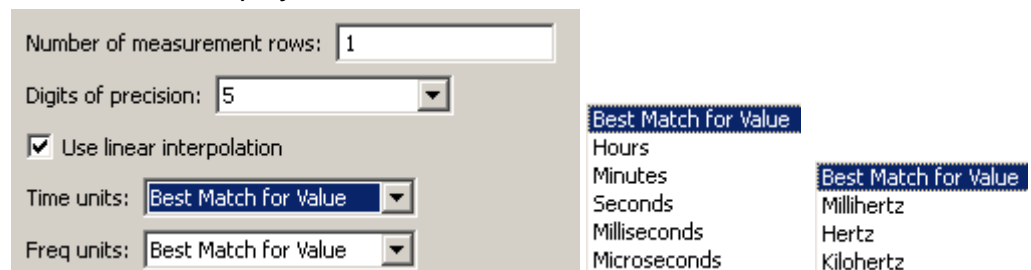 Number of measurement rows: 1
Digits of precision: 5
Use linear interpolation
Time units: Best Match for Value
Freq units: Best Match for Value
Best Match for Value
Hours
Minutes
Seconds
Milliseconds
Microseconds
Best Match for Value
Millihertz
Hertz
Kilohertz